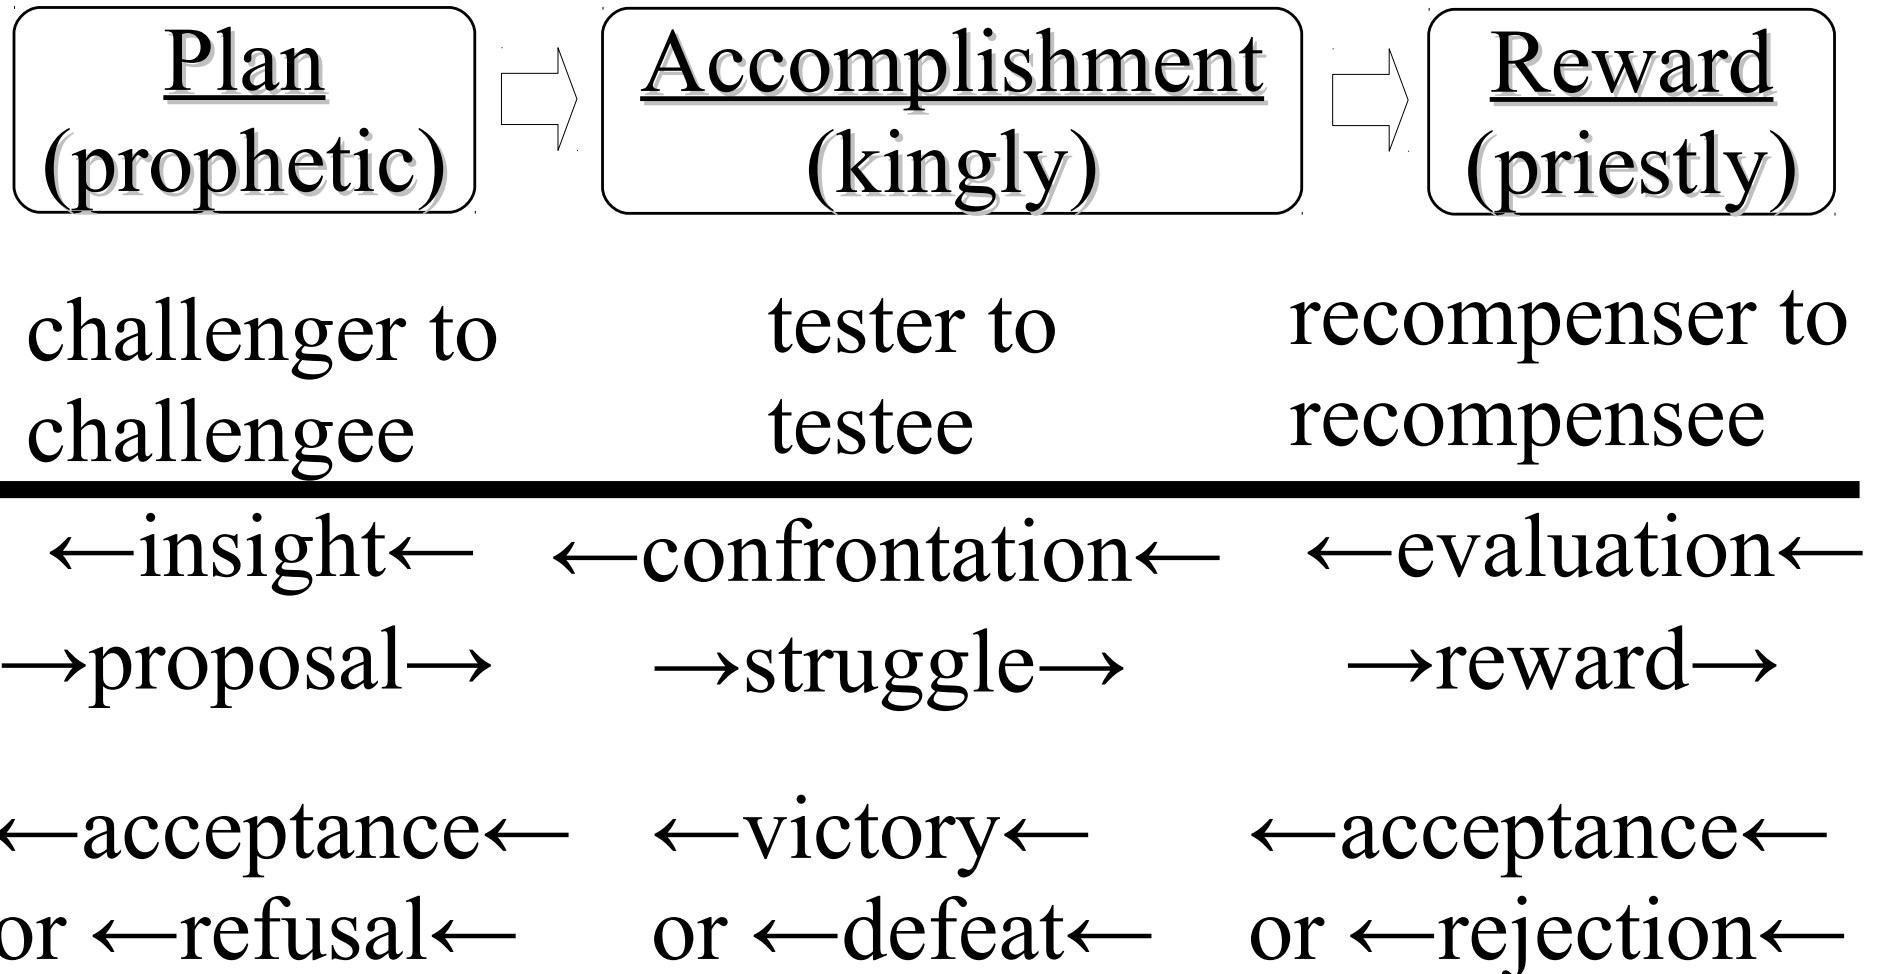 Plan
(prophetic)
Accomplishment
(kingly)
Reward
(priestly)
challenger to
challengee
tester to
testee
recompenser to
recompensee
←insight←
←confrontation←
←evaluation←
→proposal→
→struggle→
→reward→
←acceptance←
or ←refusal←
←victory←
or ←defeat←
←acceptance←
or ←rejection←